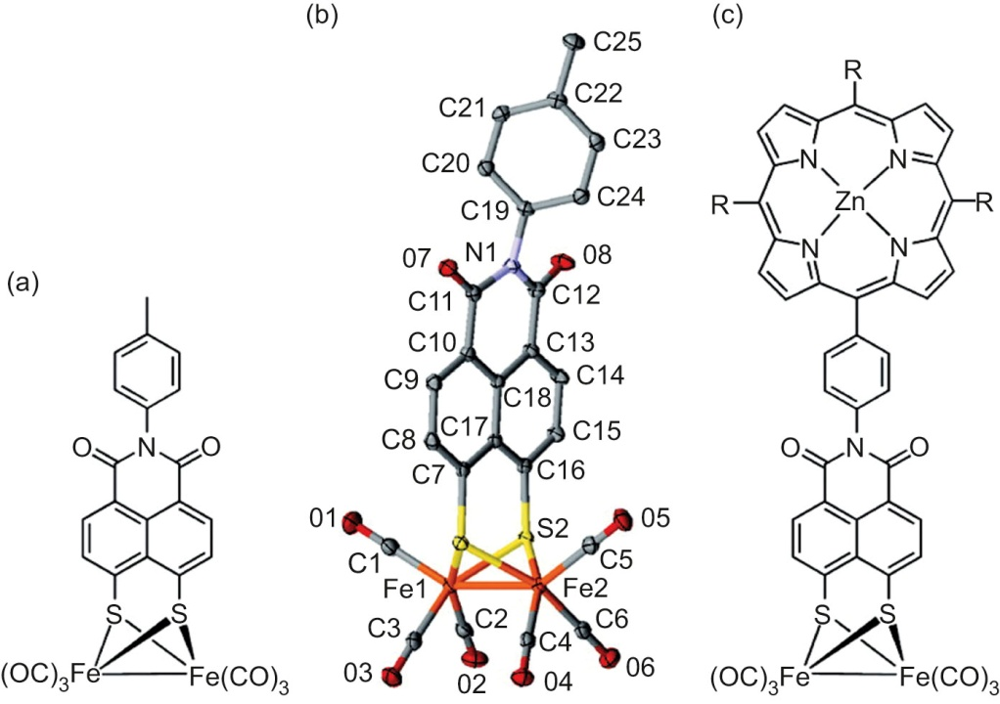 (a)
O N O
S S
(OC)3Fe Fe(CO)3
(b)
C25
C21 C22
C23
C20
C24
C19
N1
07 08
C11 C12
C10 C13
C9 C14
C18
C17
C8 C15
C7 C16
01 05
S2
C1 C5
Fe1 Fe2
C3 C2 C4 C6
03 02 04 06
(c)
R
N N
R Zn R
N N
O N O
S S
(OC)3Fe Fe(CO)3